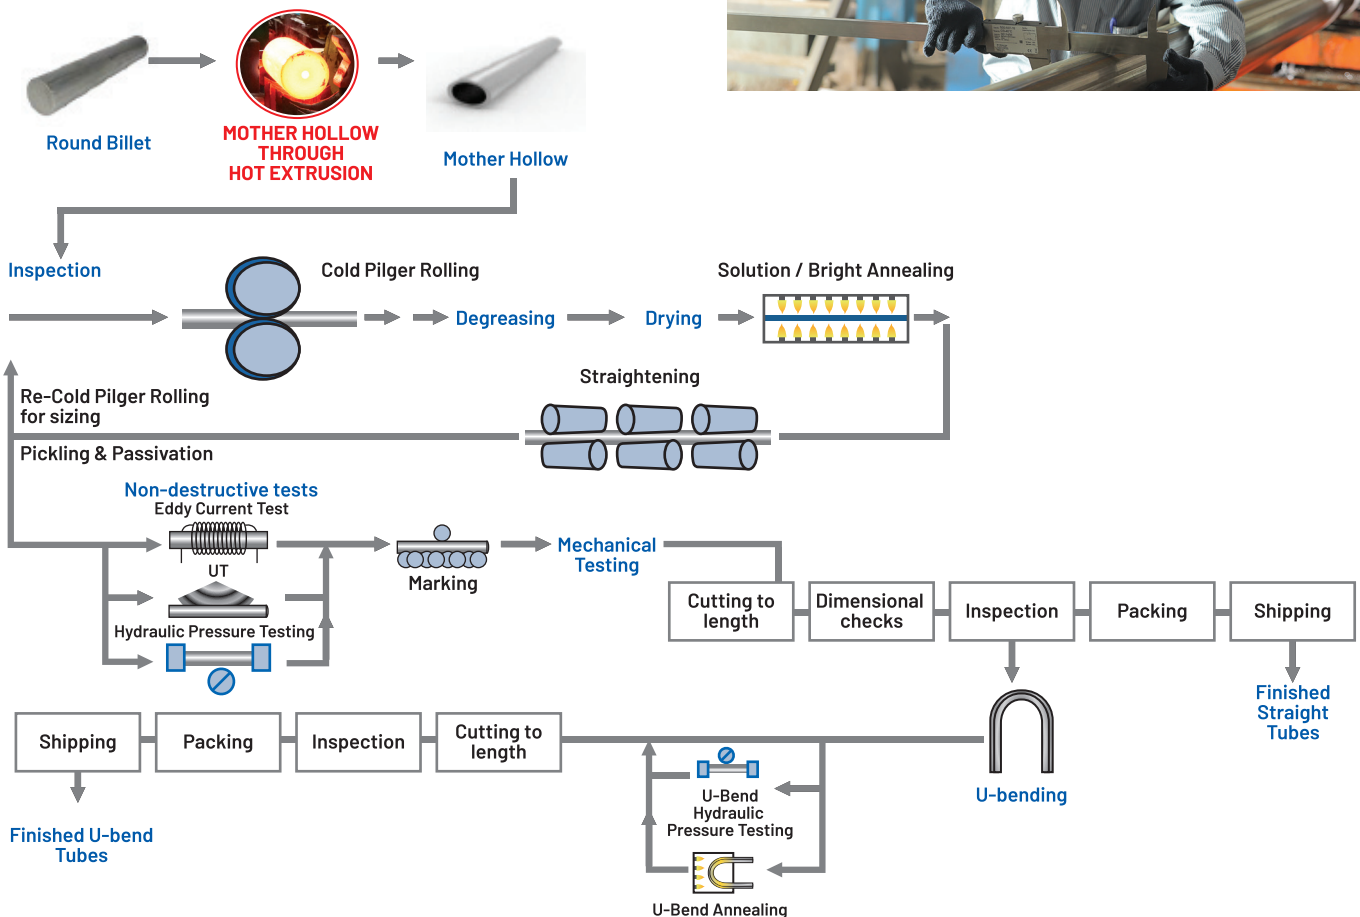 Round Billet
MOTHER HOLLOW
THROUGH
HOT EXTRUSION
Mother Hollow
Inspection
Cold Pilger Rolling
Solution / Bright Annealing
Degreasing
Drying
Straightening
Re-Cold Pilger Rolling
for sizing
Pickling & Passivation
Non-destructive tests
Eddy Current Test
UT
Hydraulic Pressure Testing
Marking
Mechanical
Testing
Cutting to
length
Dimensional
checks
Inspection
Packing
Shipping
Finished
Straight
Tubes
U-bending
Shipping
Packing
Inspection
Cutting to
length
U-Bend
Hydraulic
Pressure Testing
U-Bend Annealing
Finished U-bend
Tubes